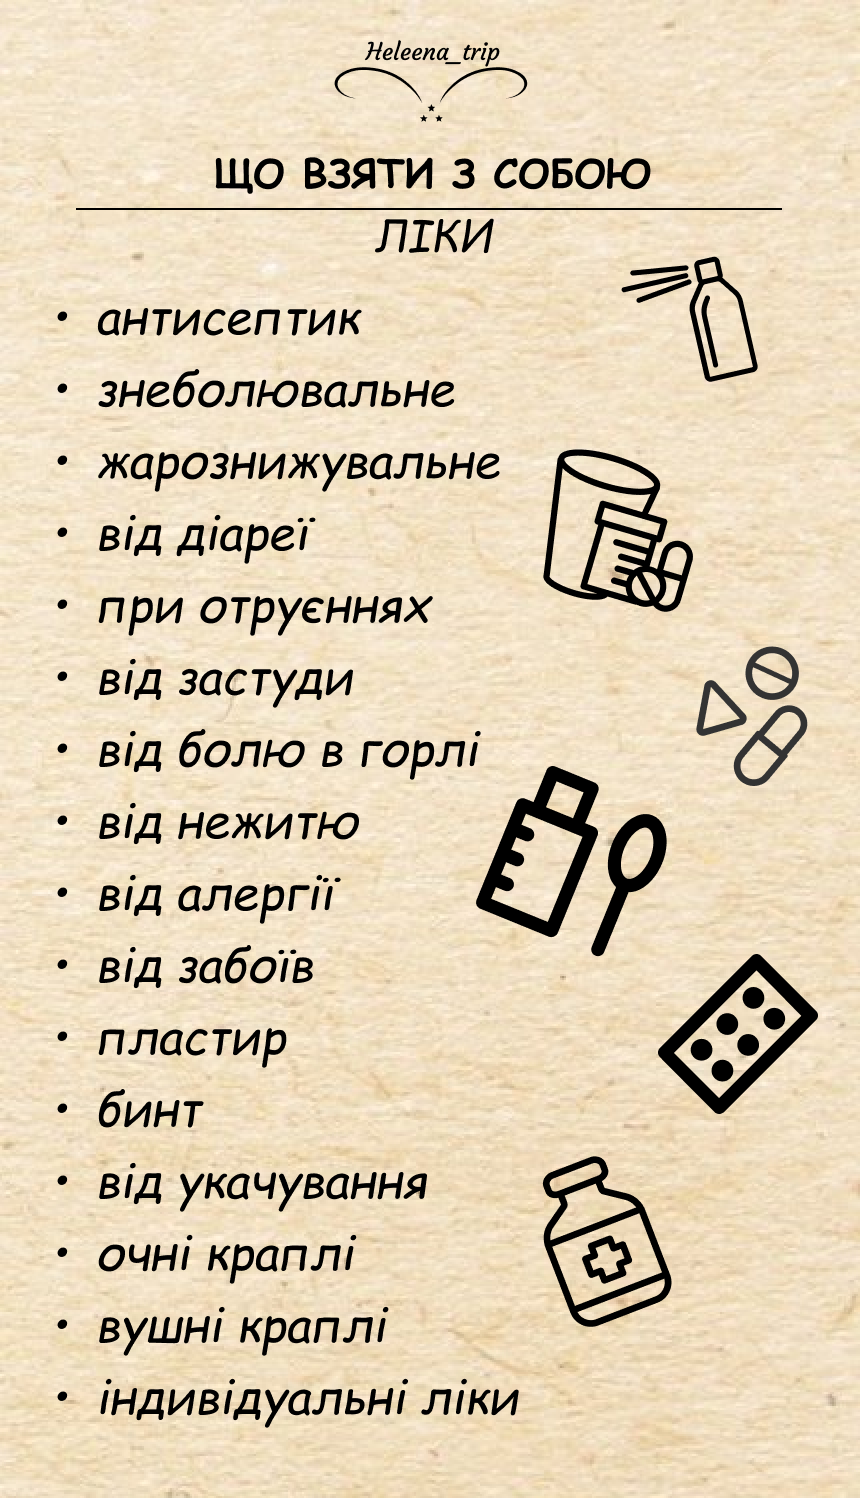 Heleena_trip
ЩО ВЗЯТИ З СОБОЮ
ЛІКИ
• антисептик
• знеболювальне
• жарознижувальне
• від діареї
• при отруєннях
• від застуди
• від болю в горлі
• від нежитю
• від алергії
• від забоїв
• пластир
• бинт
• від укачування
• очні краплі
• вушні краплі
• індивідуальні ліки